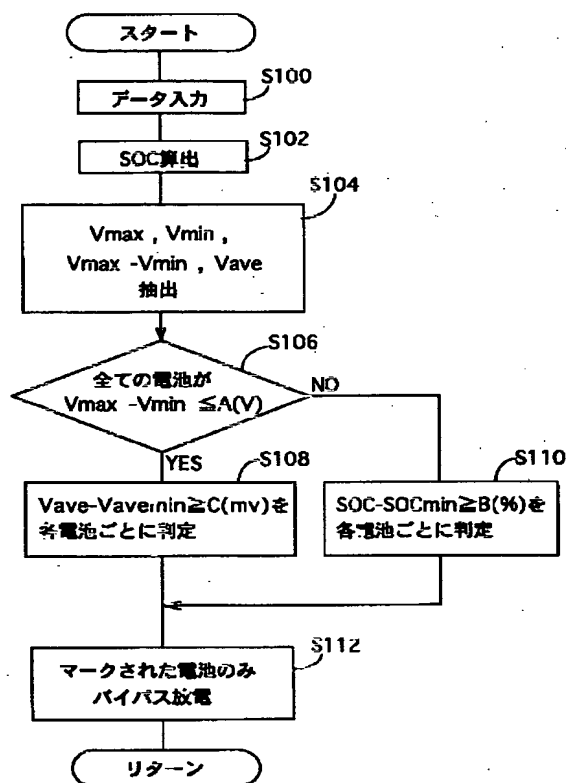 スタート
S100
データ入力
S102
SOC算出
S104
Vmax , Vmin ,
Vmax -Vmin , Vave
抽出
S106
全ての電池が
Vmax -Vmin ≦A(V)
NO
YES
S108
Vave-Vavemin≧C(mv)を
各電池ごとに判定
S110
SOC-SOCmin≧B(%)を
各電池ごとに判定
S112
マークされた電池のみ
バイパス放電
リターン